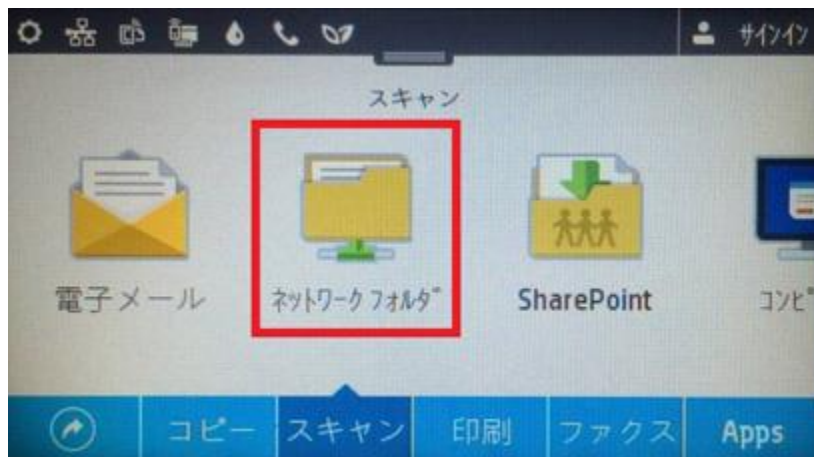 サインイン
スキャン
電子メール
ネットワーク フォルダ
SharePoint
コンピ
コピー
スキャン
印刷
ファクス
Apps